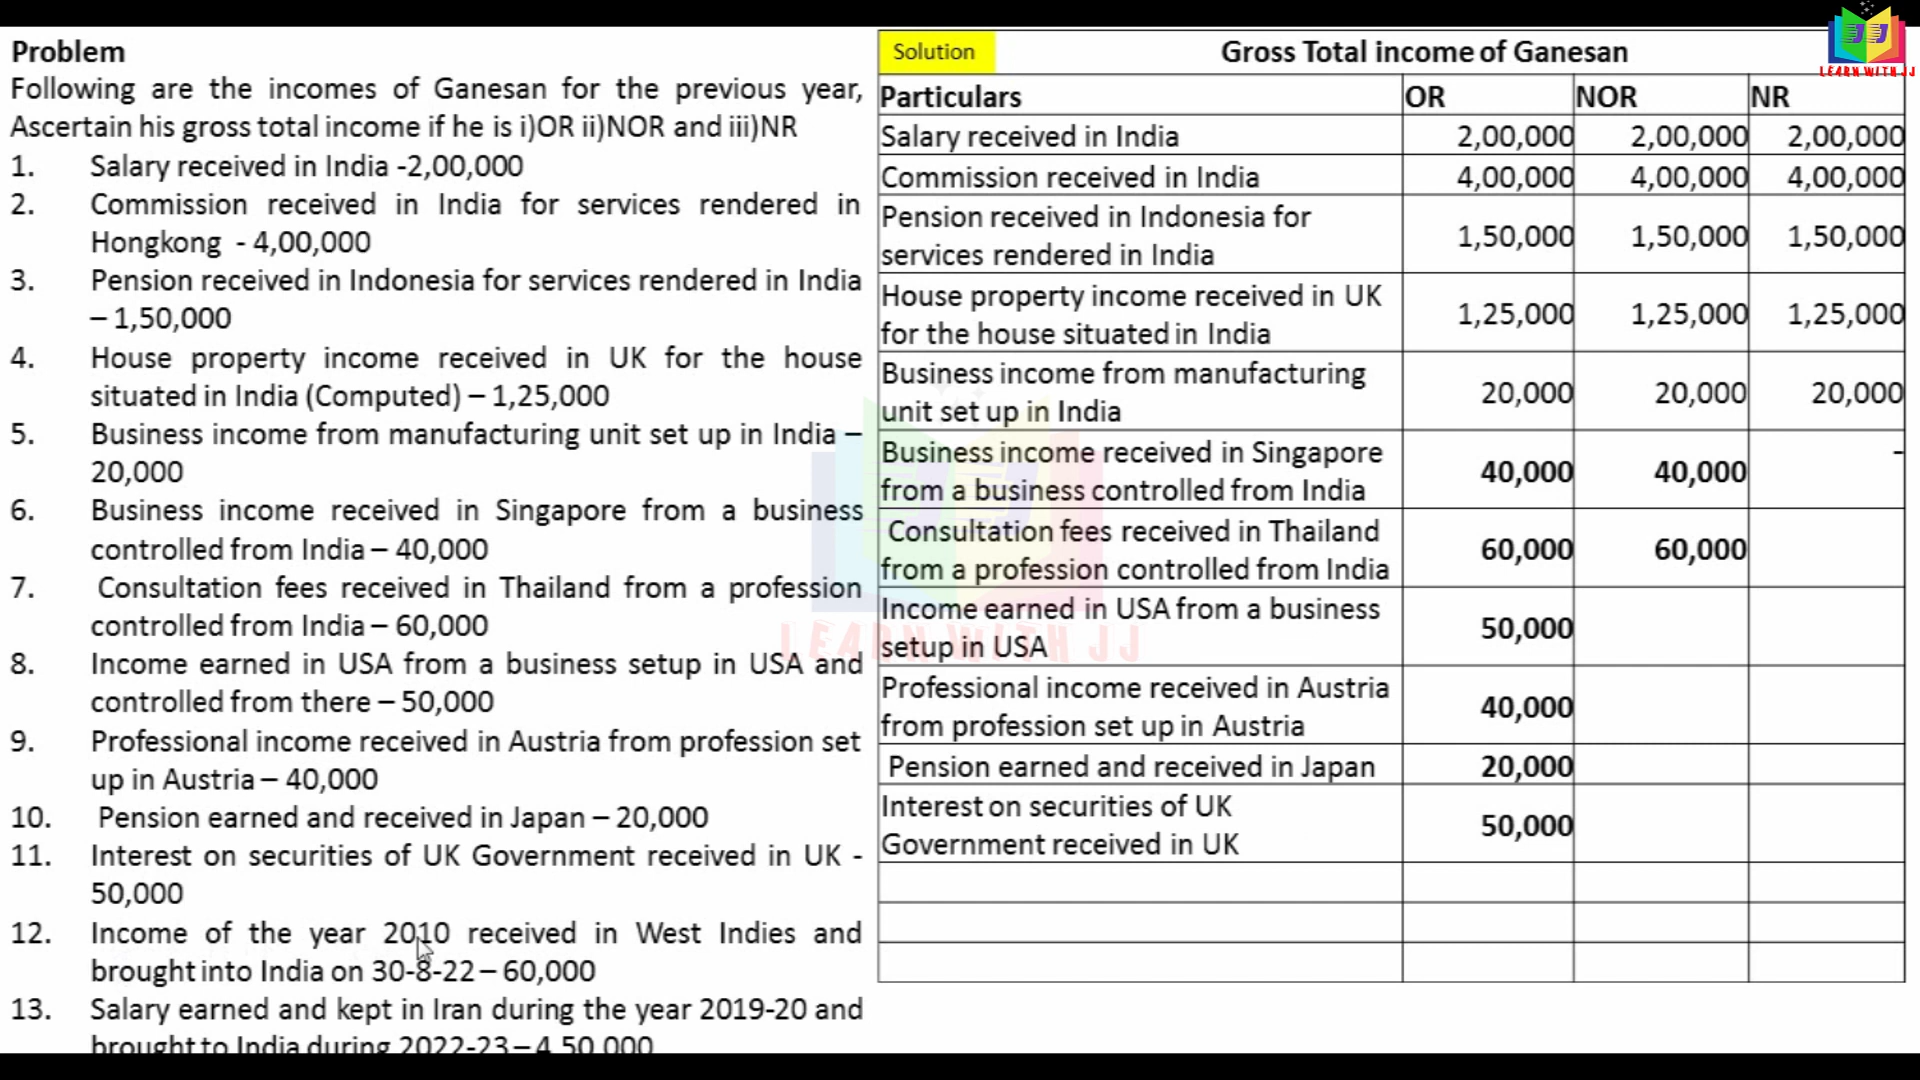 Problem
Following are the incomes of Ganesan for the previous year,
Ascertain his gross total income if he is i)OR ii)NOR and iii)NR
1. Salary received in India -2,00,000
2. Commission received in India for services rendered in
Hongkong - 4,00,000
3. Pension received in Indonesia for services rendered in India
– 1,50,000
4. House property income received in UK for the house
situated in India (Computed) – 1,25,000
5. Business income from manufacturing unit set up in India –
20,000
6. Business income received in Singapore from a business
controlled from India – 40,000
7. Consultation fees received in Thailand from a profession
controlled from India – 60,000
8. Income earned in USA from a business setup in USA and
controlled from there – 50,000
9. Professional income received in Austria from profession set
up in Austria – 40,000
10. Pension earned and received in Japan – 20,000
11. Interest on securities of UK Government received in UK -
50,000
12. Income of the year 2010 received in West Indies and
brought into India on 30-8-22 – 60,000
13. Salary earned and kept in Iran during the year 2019-20 and
brought to India during 2022-23 – 4,50,000
Solution Gross Total income of Ganesan
Particulars OR NOR NR
Salary received in India 2,00,000 2,00,000 2,00,000
Commission received in India 4,00,000 4,00,000 4,00,000
Pension received in Indonesia for
services rendered in India 1,50,000 1,50,000 1,50,000
House property income received in UK
for the house situated in India 1,25,000 1,25,000 1,25,000
Business income from manufacturing
unit set up in India 20,000 20,000 20,000
Business income received in Singapore
from a business controlled from India 40,000 40,000 -
Consultation fees received in Thailand
from a profession controlled from India 60,000 60,000
Income earned in USA from a business
setup in USA 50,000
Professional income received in Austria
from profession set up in Austria 40,000
Pension earned and received in Japan 20,000
Interest on securities of UK
Government received in UK 50,000
JJ
LEARN WITH JJ
LEARN WITH JJ